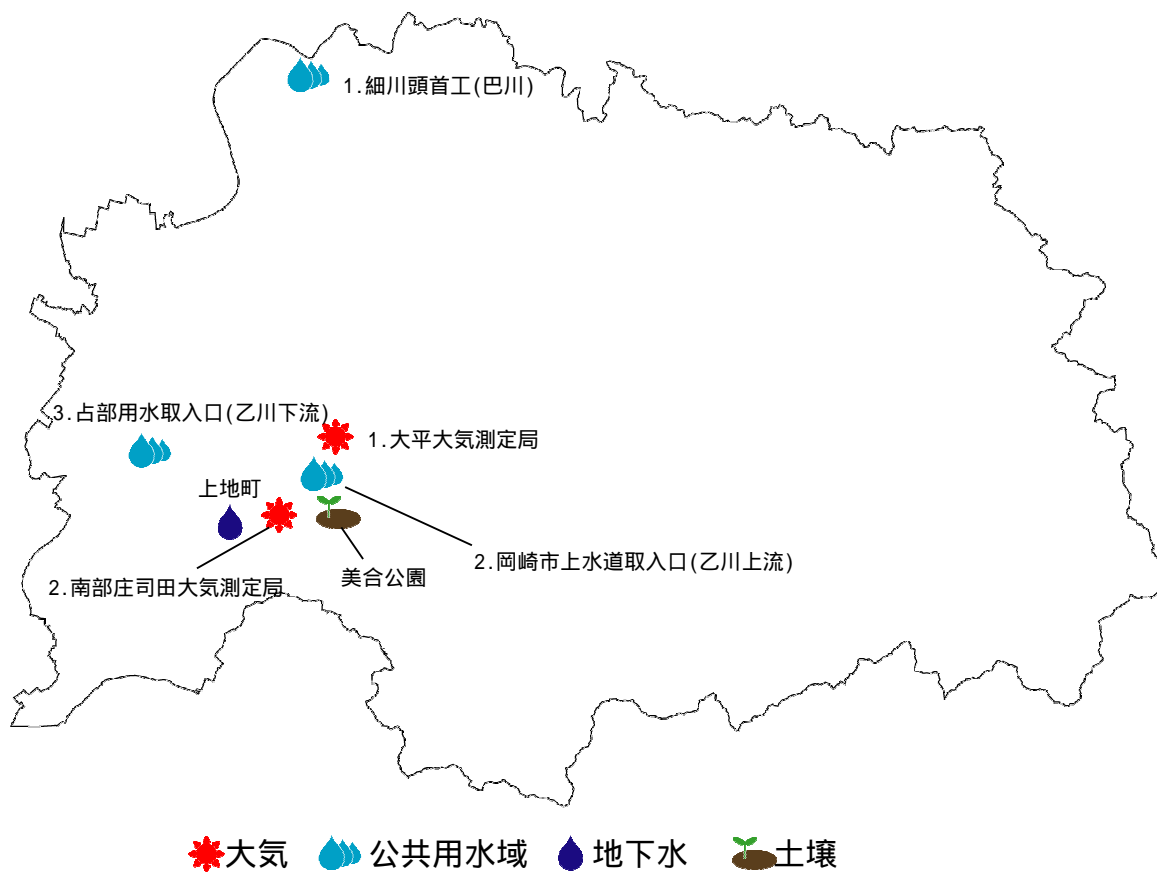 1.細川頭首工(巴川)
3.占部用水取入口(乙川下流)
1.大平大気測定局
上地町
2.岡崎市上水道取入口(乙川上流)
美合公園
2.南部庄司田大気測定局
大気
公共用水域
地下水
土壌